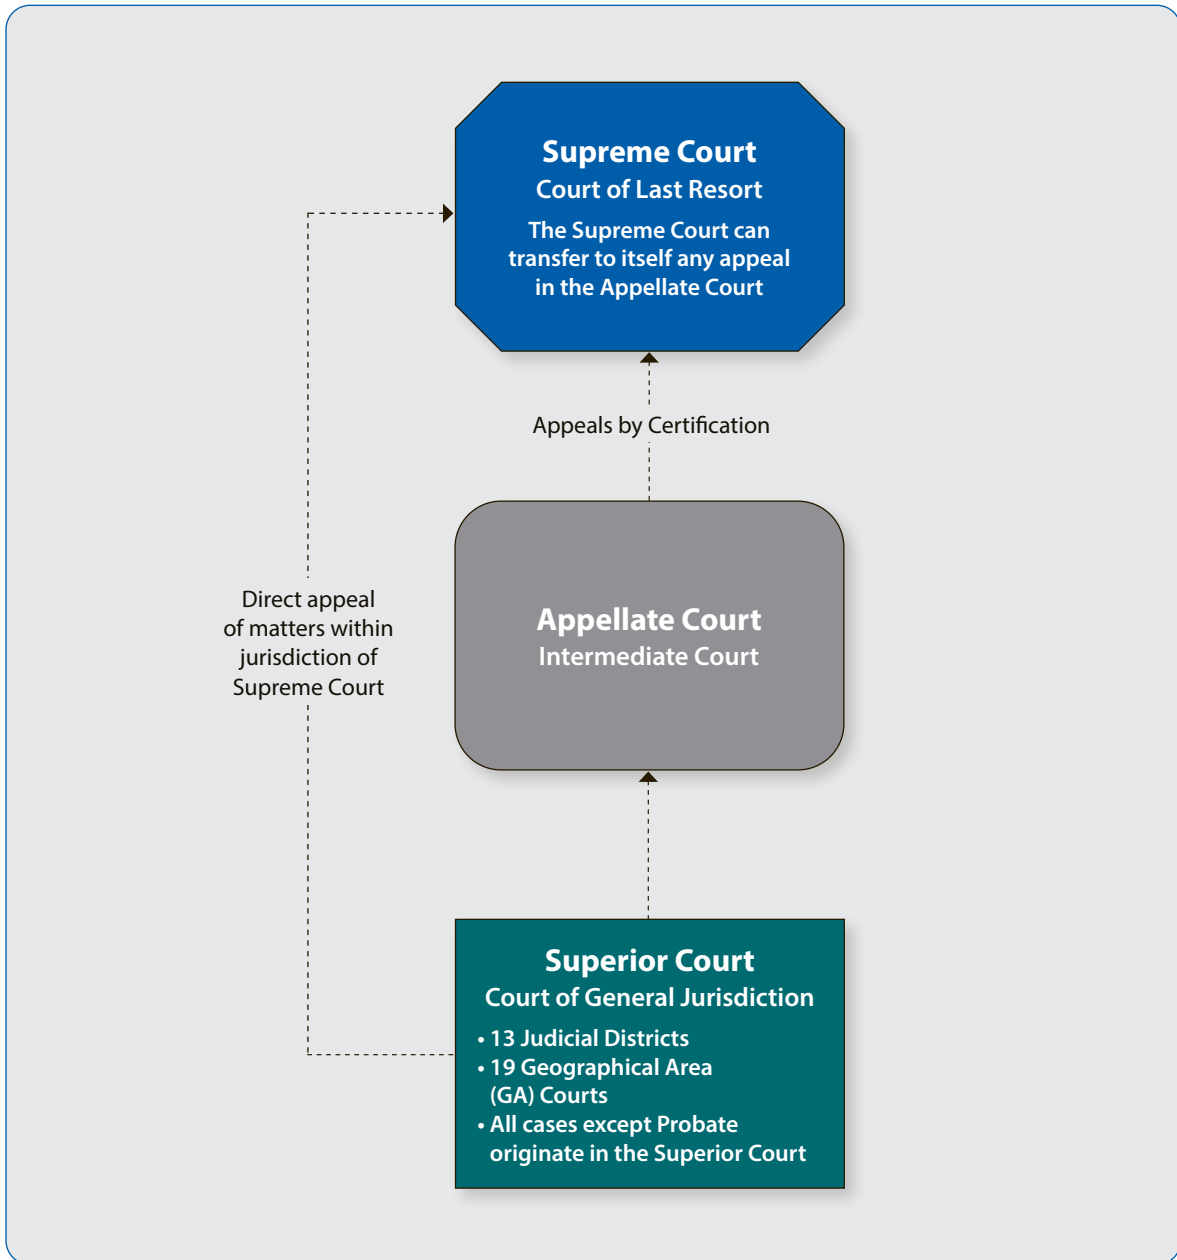 Supreme Court
Court of Last Resort
The Supreme Court can
transfer to itself any appeal
in the Appellate Court
Appeals by Certification
Direct appeal
of matters within
jurisdiction of
Supreme Court
Appellate Court
Intermediate Court
Superior Court
Court of General Jurisdiction
• 13 Judicial Districts
• 19 Geographical Area
(GA) Courts
• All cases except Probate
originate in the Superior Court